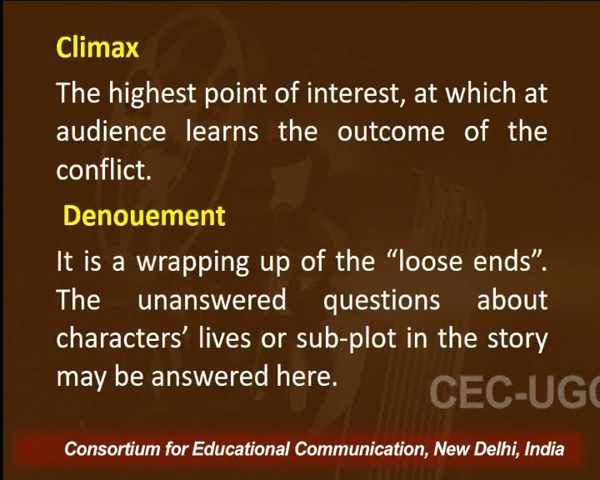 Climax
The highest point of interest, at which at
audience learns the outcome of the
conflict.
Denouement
It is a wrapping up of the “loose ends”.
The unanswered questions about
characters’ lives or sub-plot in the story
may be answered here.
CEC-UGC
Consortium for Educational Communication, New Delhi, India